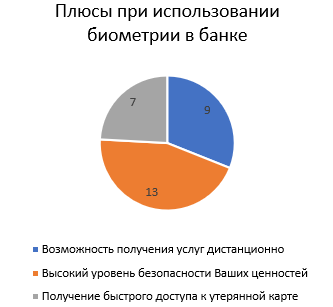 Плюсы при использовании
биометрии в банке
7
9
13
Возможность получения услуг дистанционно
Высокий уровень безопасности Ваших ценностей
Получение быстрого доступа к утерянной карте